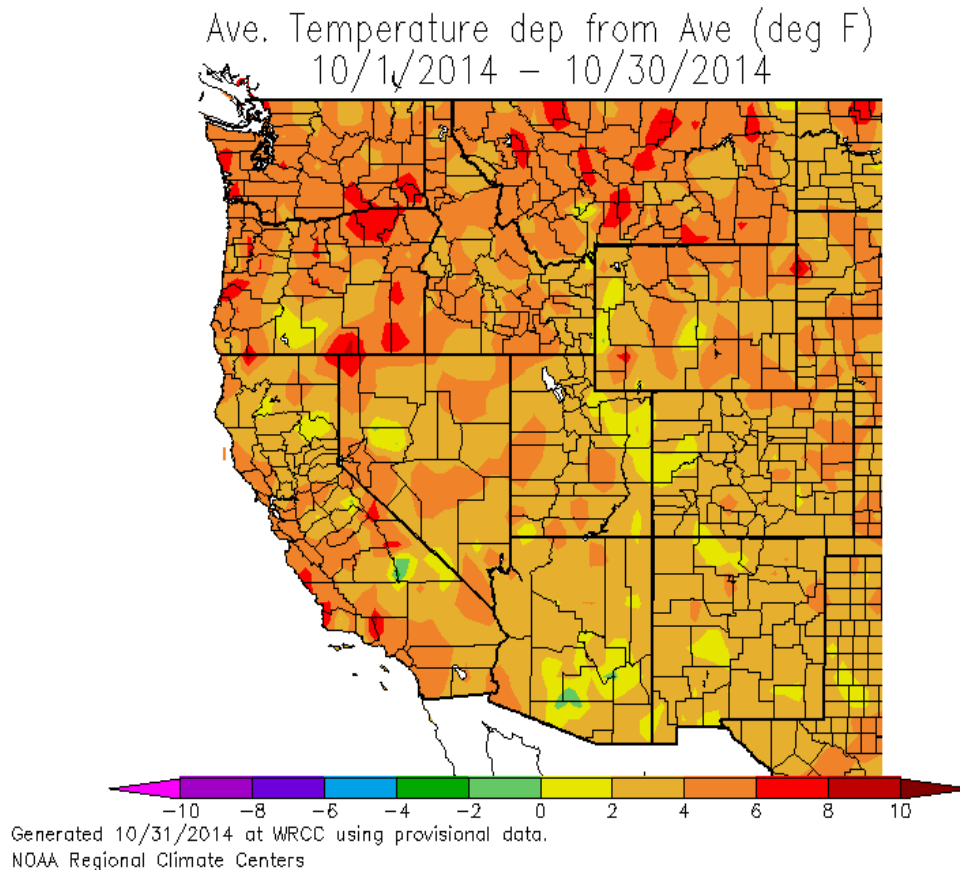 Ave. Temperature dep from Ave (deg F)
10/1/2014 - 10/30/2014
-10 -8 -6 -4 -2 0 2 4 6 8 10
Generated 10/31/2014 at WRCC using provisional data.
NOAA Regional Climate Centers